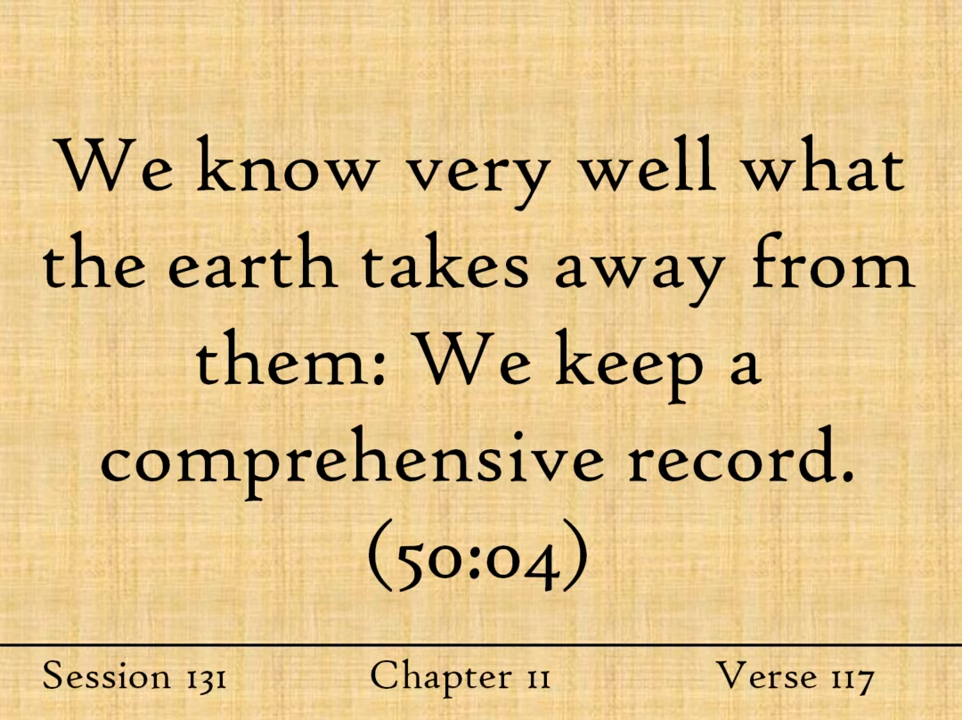 We know very well what
the earth takes away from
them: We keep a
comprehensive record.
(50:04)
Session 131 Chapter 11 Verse 117